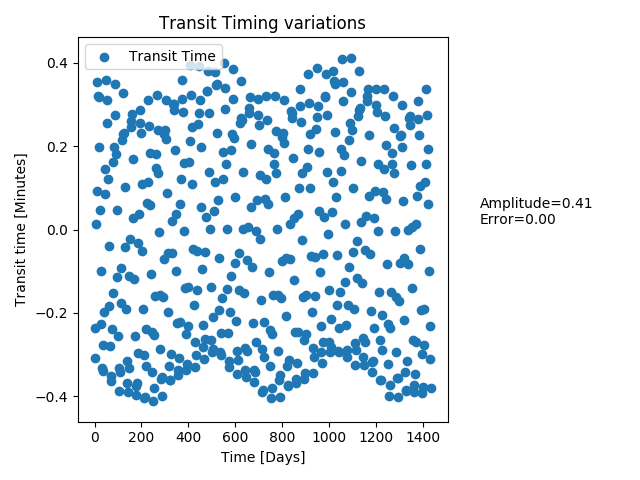 Transit Timing variations
Transit Time
Transit time [Minutes]
0.4
0.2
0.0
−0.2
−0.4
0 200 400 600 800 1000 1200 1400
Time [Days]
Amplitude=0.41
Error=0.00